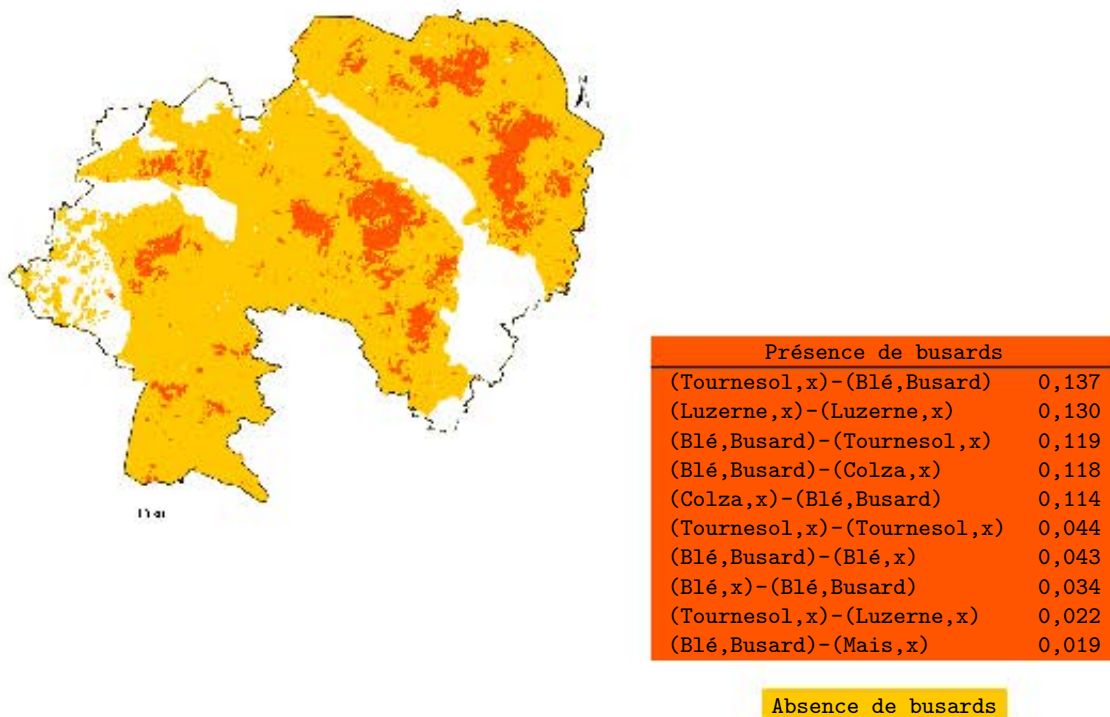 N
Présence de busards
(Tournesol,x)-(Blé,Busard) 0,137
(Luzerne,x)-(Luzerne,x) 0,130
(Blé,Busard)-(Tournesol,x) 0,119
(Blé,Busard)-(Colza,x) 0,118
(Colza,x)-(Blé,Busard) 0,114
(Tournesol,x)-(Tournesol,x) 0,044
(Blé,Busard)-(Blé,x) 0,043
(Blé,x)-(Blé,Busard) 0,034
(Tournesol,x)-(Luzerne,x) 0,022
(Blé,Busard)-(Mais,x) 0,019
Absence de busards